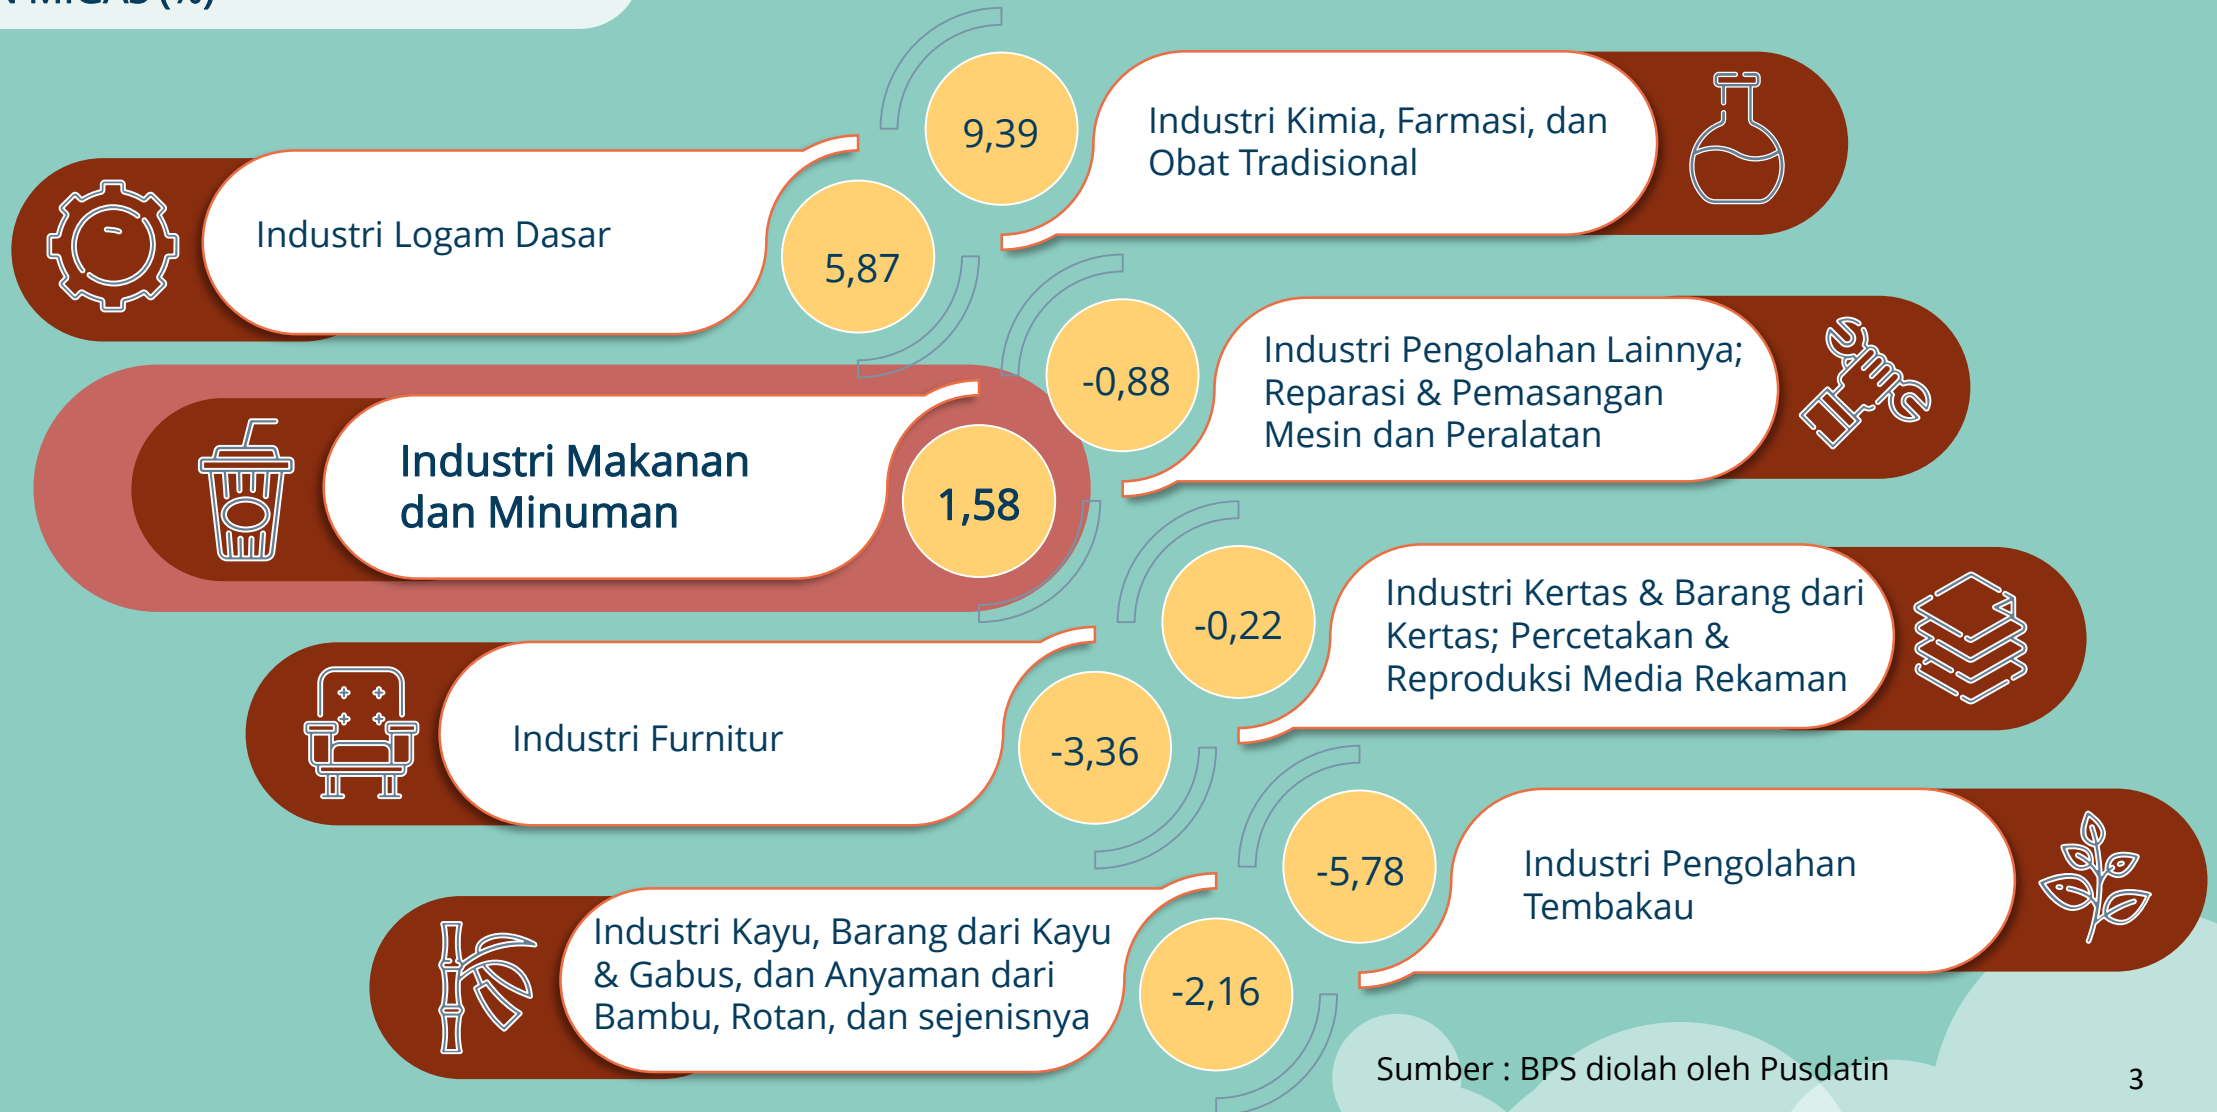 MIGAS (%)
9,39
Industri Kimia, Farmasi, dan
Obat Tradisional
Industri Logam Dasar
5,87
-0,88
Industri Pengolahan Lainnya;
Reparasi & Pemasangan
Mesin dan Peralatan
Industri Makanan
dan Minuman
1,58
-0,22
Industri Kertas & Barang dari
Kertas; Percetakan &
Reproduksi Media Rekaman
Industri Furnitur
-3,36
-5,78
Industri Pengolahan
Tembakau
Industri Kayu, Barang dari Kayu
& Gabus, dan Anyaman dari
Bambu, Rotan, dan sejenisnya
-2,16
Sumber : BPS diolah oleh Pusdatin
3